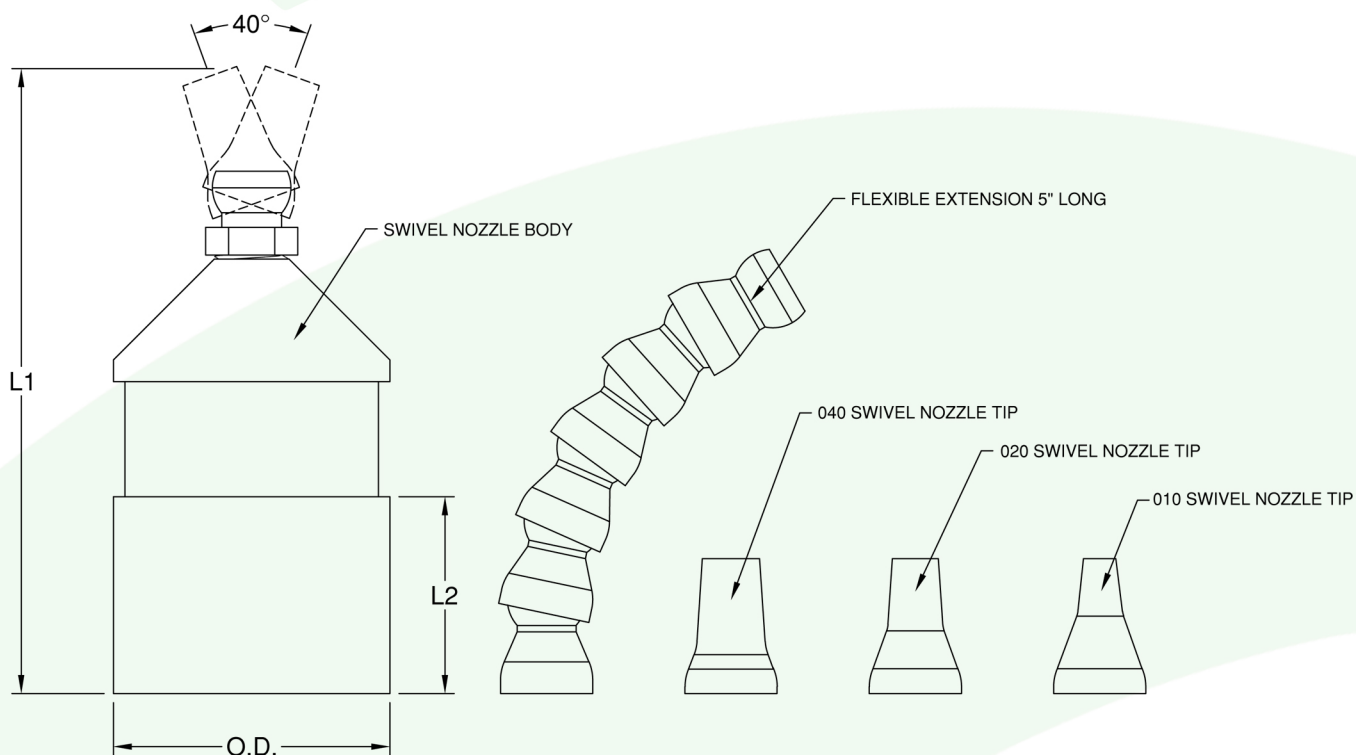 40°
FLEXIBLE EXTENSION 5" LONG
SWIVEL NOZZLE BODY
L1
040 SWIVEL NOZZLE TIP
020 SWIVEL NOZZLE TIP
010 SWIVEL NOZZLE TIP
L2
O.D.